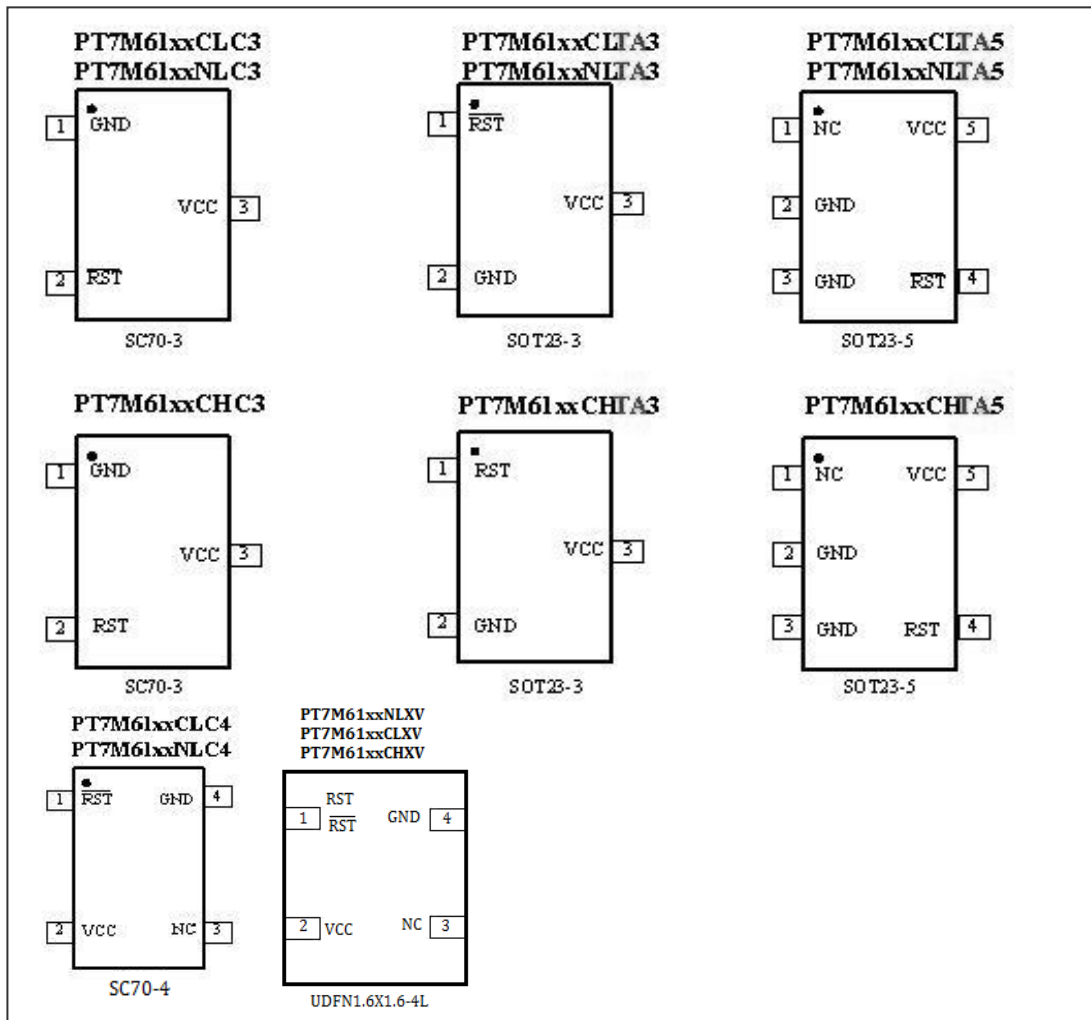 PT7M61xxCLC3
PT7M61xxNLC3
1 GND
VCC 3
2 RST
SC70-3
PT7M61xxCLTA3
PT7M61xxNLTA3
1 RST
VCC 3
2 GND
SOT23-3
PT7M61xxCLTA5
PT7M61xxNLTA5
1 NC VCC 5
2 GND
3 GND RST 4
SOT23-5
PT7M61xxCHC3
1 GND
VCC 3
2 RST
SC70-3
PT7M61xxCHTA3
1 RST
VCC 3
2 GND
SOT23-3
PT7M61xxCHTA5
1 NC VCC 5
2 GND
3 GND RST 4
SOT23-5
PT7M61xxCLC4
PT7M61xxNLC4
1 RST GND 4
2 VCC NC 3
SC70-4
PT7M61xxNLXV
PT7M61xxCLXV
PT7M61xxCHXV
RST
1 RST GND 4
2 VCC NC 3
UDFN1.6X1.6-4L